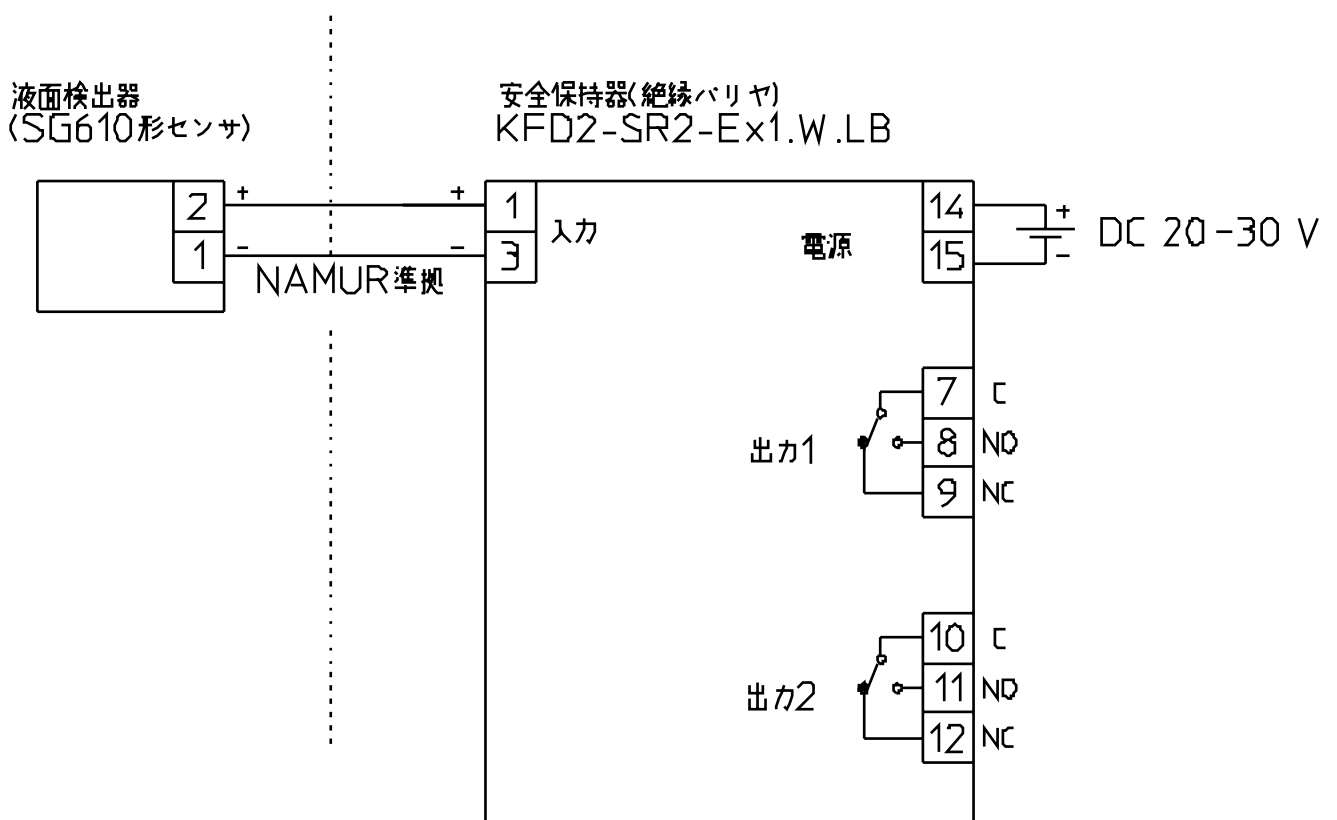 液面検出器
(SG610形センサ)
安全保持器(絶縁バリヤ)
KFD2-SR2-Ex1.W.LB
2
+
+
1
14
+
1
-
-
3
入力
電源
15
-
DC 20-30 V
NAMUR準拠
7
C
出力1
8
NO
9
NC
10
C
出力2
11
NO
12
NC